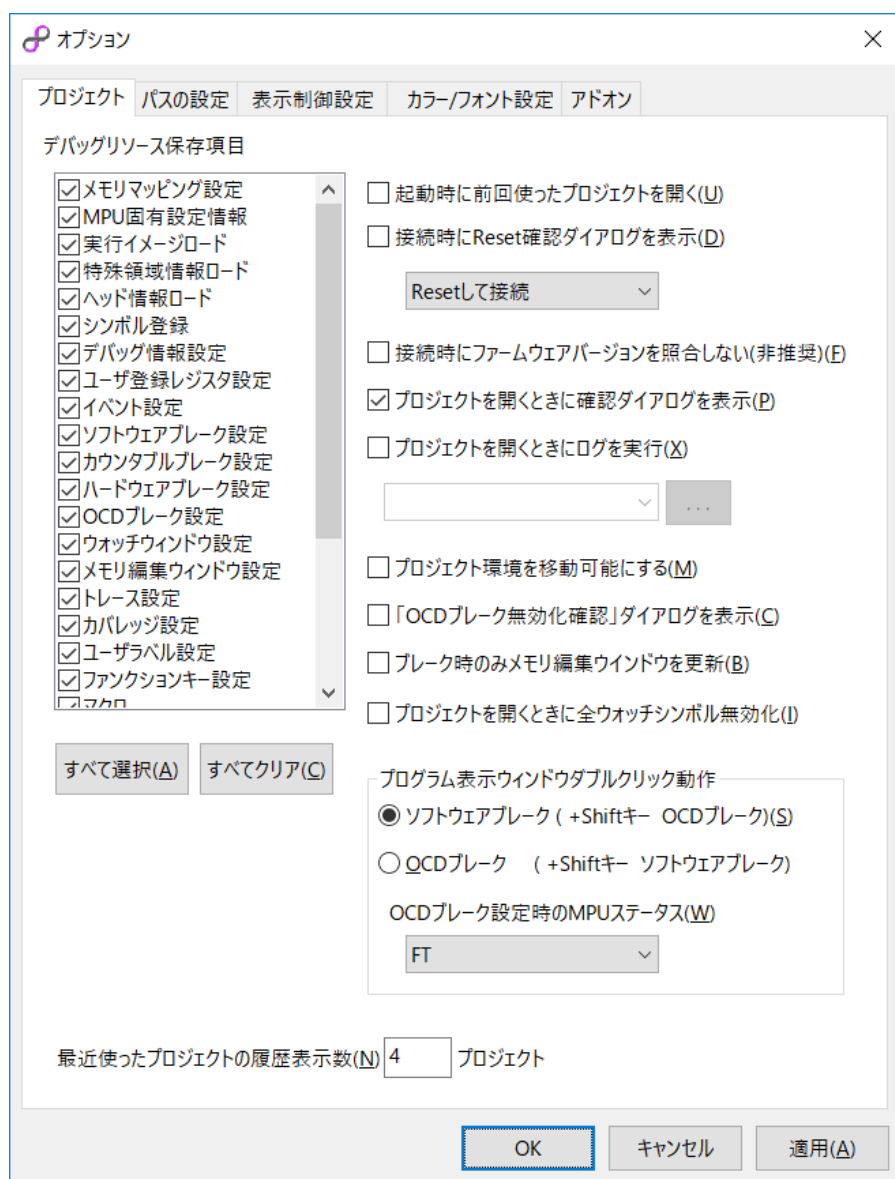 オプション
プロジェクト パスの設定 表示制御設定 カラー/フォント設定 アドオン
デバッグリソース保存項目
メモリマッピング設定
MPU固有設定情報
実行イメージロード
特殊領域情報ロード
ヘッド情報ロード
シンボル登録
デバッグ情報設定
ユーザ登録レジスタ設定
イベント設定
ソフトウェアブレーク設定
カウンタブルブレーク設定
ハードウェアブレーク設定
OCDブレーク設定
ウォッチウィンドウ設定
メモリ編集ウィンドウ設定
トレース設定
カバレッジ設定
ユーザラベル設定
ファンクションキー設定
マクロ
すべて選択(A) すべてクリア(C)
起動時に前回使ったプロジェクトを開く(U)
接続時にReset確認ダイアログを表示(D)
Resetして接続
接続時にファームウェアバージョンを照合しない(非推奨)(F)
プロジェクトを開くときに確認ダイアログを表示(P)
プロジェクトを開くときにログを実行(X)
...
プロジェクト環境を移動可能にする(M)
「OCDブレーク無効化確認」ダイアログを表示(C)
ブレーク時のみメモリ編集ウインドウを更新(B)
プロジェクトを開くときに全ウォッチシンボル無効化(I)
プログラム表示ウィンドウダブルクリック動作
ソフトウェアブレーク ( +Shiftキー OCDブレーク)(S)
OCDブレーク ( +Shiftキー ソフトウェアブレーク)
OCDブレーク設定時のMPUステータス(W)
FT
最近使ったプロジェクトの履歴表示数(N) 4 プロジェクト
OK キャンセル 適用(A)